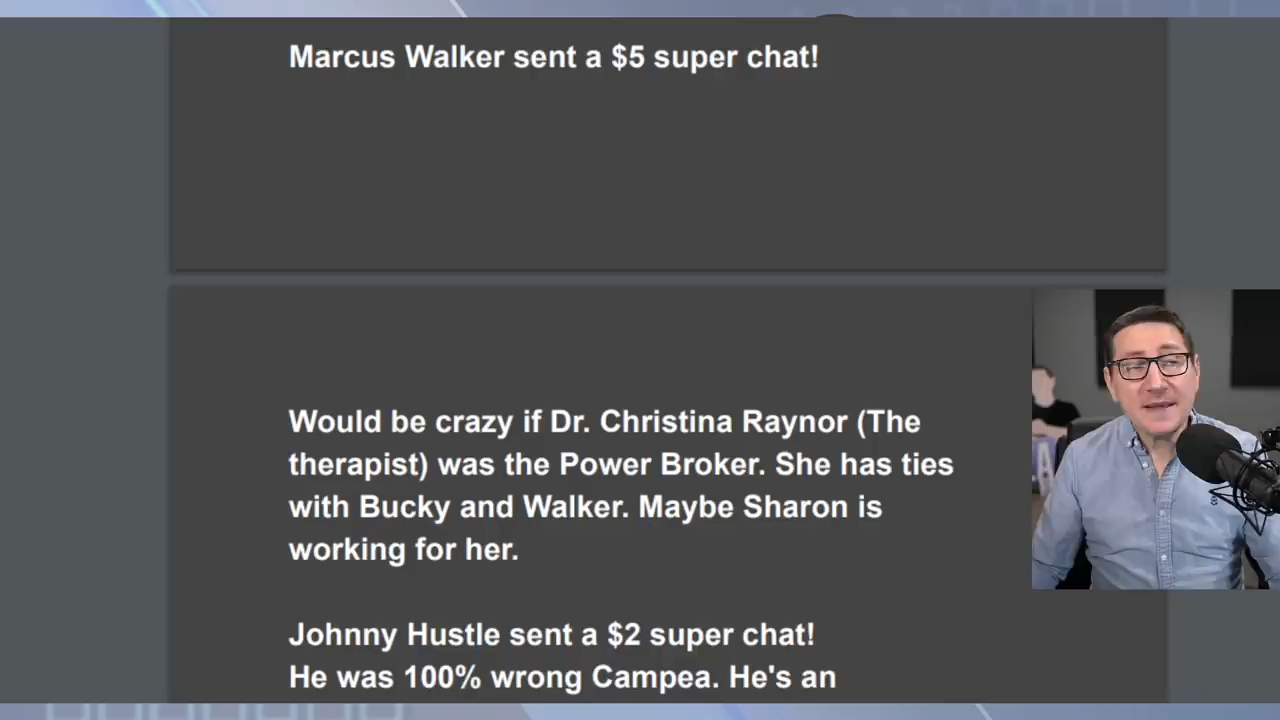 Marcus Walker sent a $5 super chat!
Would be crazy if Dr. Christina Raynor (The
therapist) was the Power Broker. She has ties
with Bucky and Walker. Maybe Sharon is
working for her.
Johnny Hustle sent a $2 super chat!
He was 100% wrong Campea. He's an